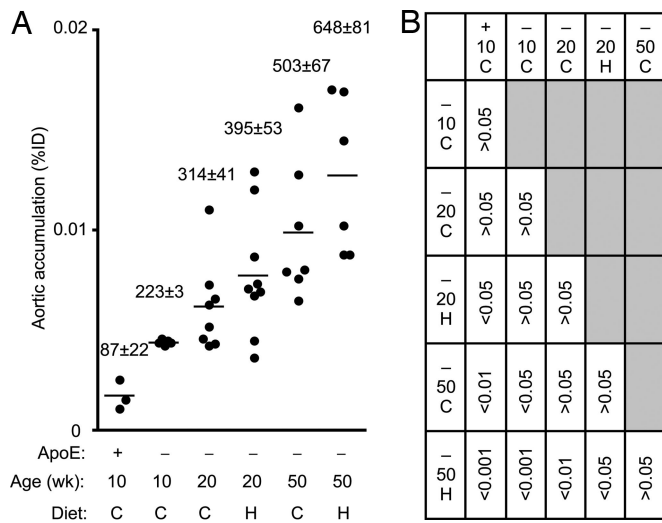 A
B
0.02
0.01
0
Aortic accumulation (%ID)
87±22
223±3
314±41
395±53
503±67
648±81
ApoE: + – – – – –
Age (wk): 10 10 20 20 50 50
Diet: C C C H C H
+ – – – –
10 10 20 20 50
C C C H C
–
10
C
>0.05
–
20
C
>0.05 >0.05
–
20
H
<0.05 >0.05 >0.05
–
50
C
<0.01 <0.05 >0.05 >0.05
–
50
H
<0.001 <0.001 <0.01 <0.05 >0.05